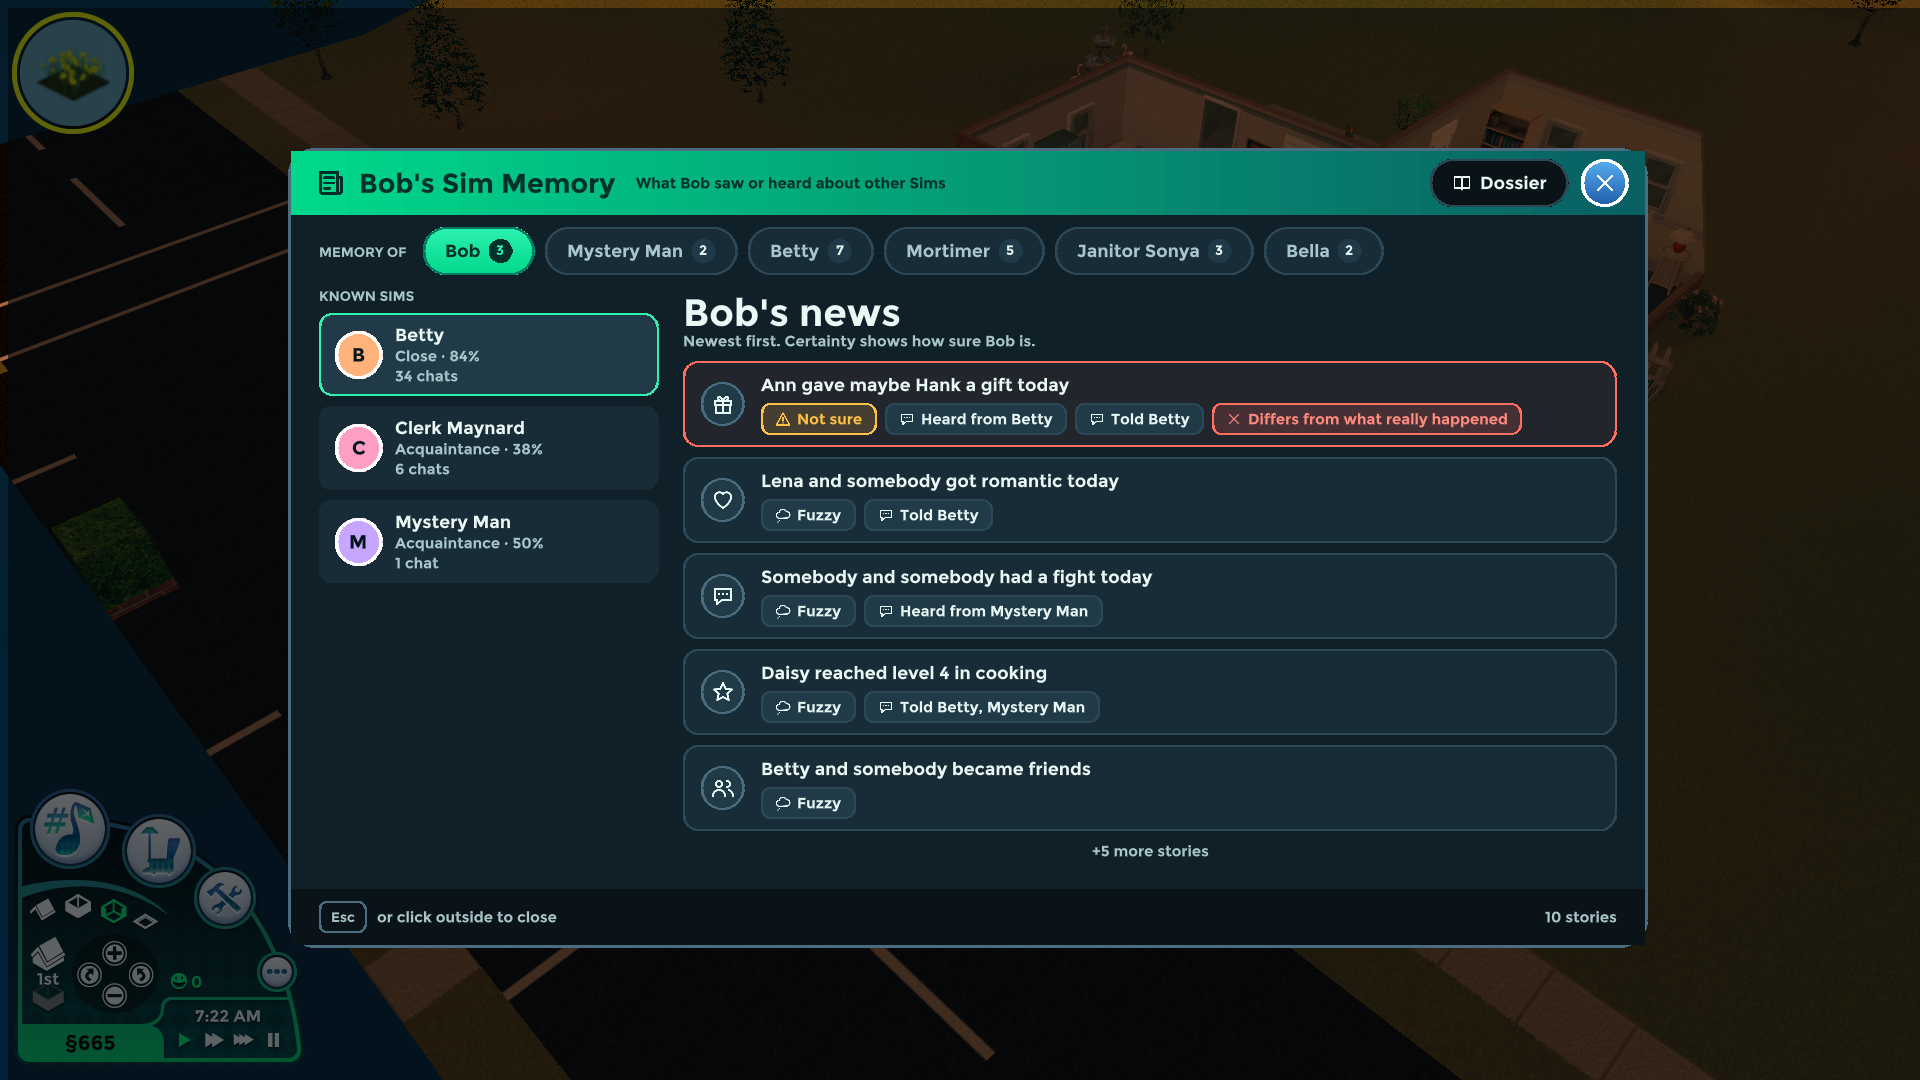 Bob's Sim Memory
What Bob saw or heard about other Sims
Dossier
MEMORY OF
Bob 3
Mystery Man 2
Betty 7
Mortimer 5
Janitor Sonya 3
Bella 2
KNOWN SIMS
B
Betty
Close · 84%
34 chats
C
Clerk Maynard
Acquaintance · 38%
6 chats
M
Mystery Man
Acquaintance · 50%
1 chat
Bob's news
Newest first. Certainty shows how sure Bob is.
Ann gave maybe Hank a gift today
Not sure
Heard from Betty
Told Betty
Differs from what really happened
Lena and somebody got romantic today
Fuzzy
Told Betty
Somebody and somebody had a fight today
Fuzzy
Heard from Mystery Man
Daisy reached level 4 in cooking
Fuzzy
Told Betty, Mystery Man
Betty and somebody became friends
Fuzzy
+5 more stories
Esc or click outside to close
10 stories
1st
0
7:22 AM
§665